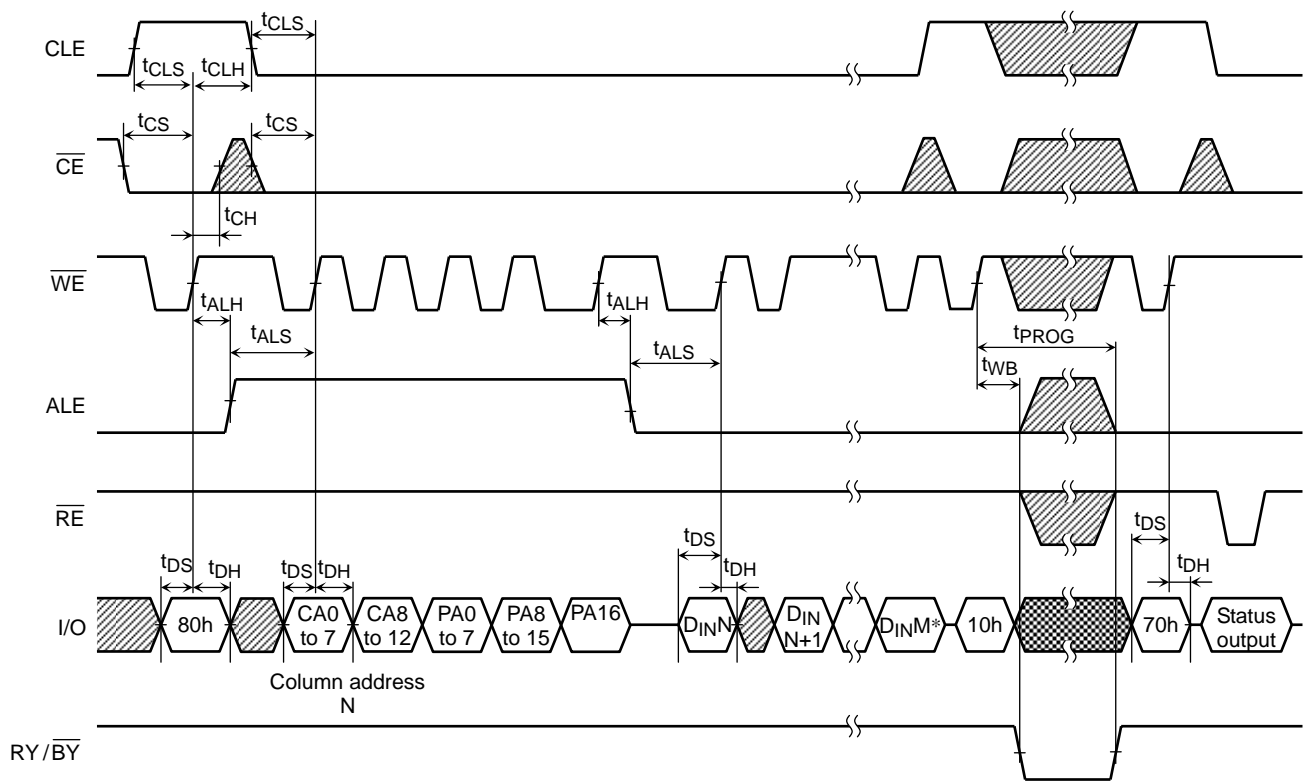 tCLS
CLE
tCLS tCLH
tCS tCS
CE
tCH
WE
tALH tALH
tALS tALS tPROG
tWB
ALE
RE
tDS tDH tDS tDH tDS tDH tDS tDH
I/O 80h CA0 to 7 CA8 to 12 PA0 to 7 PA8 to 15 PA16 DINN DIN N+1 DINM* 10h 70h Status output
Column address
N
RY/BY